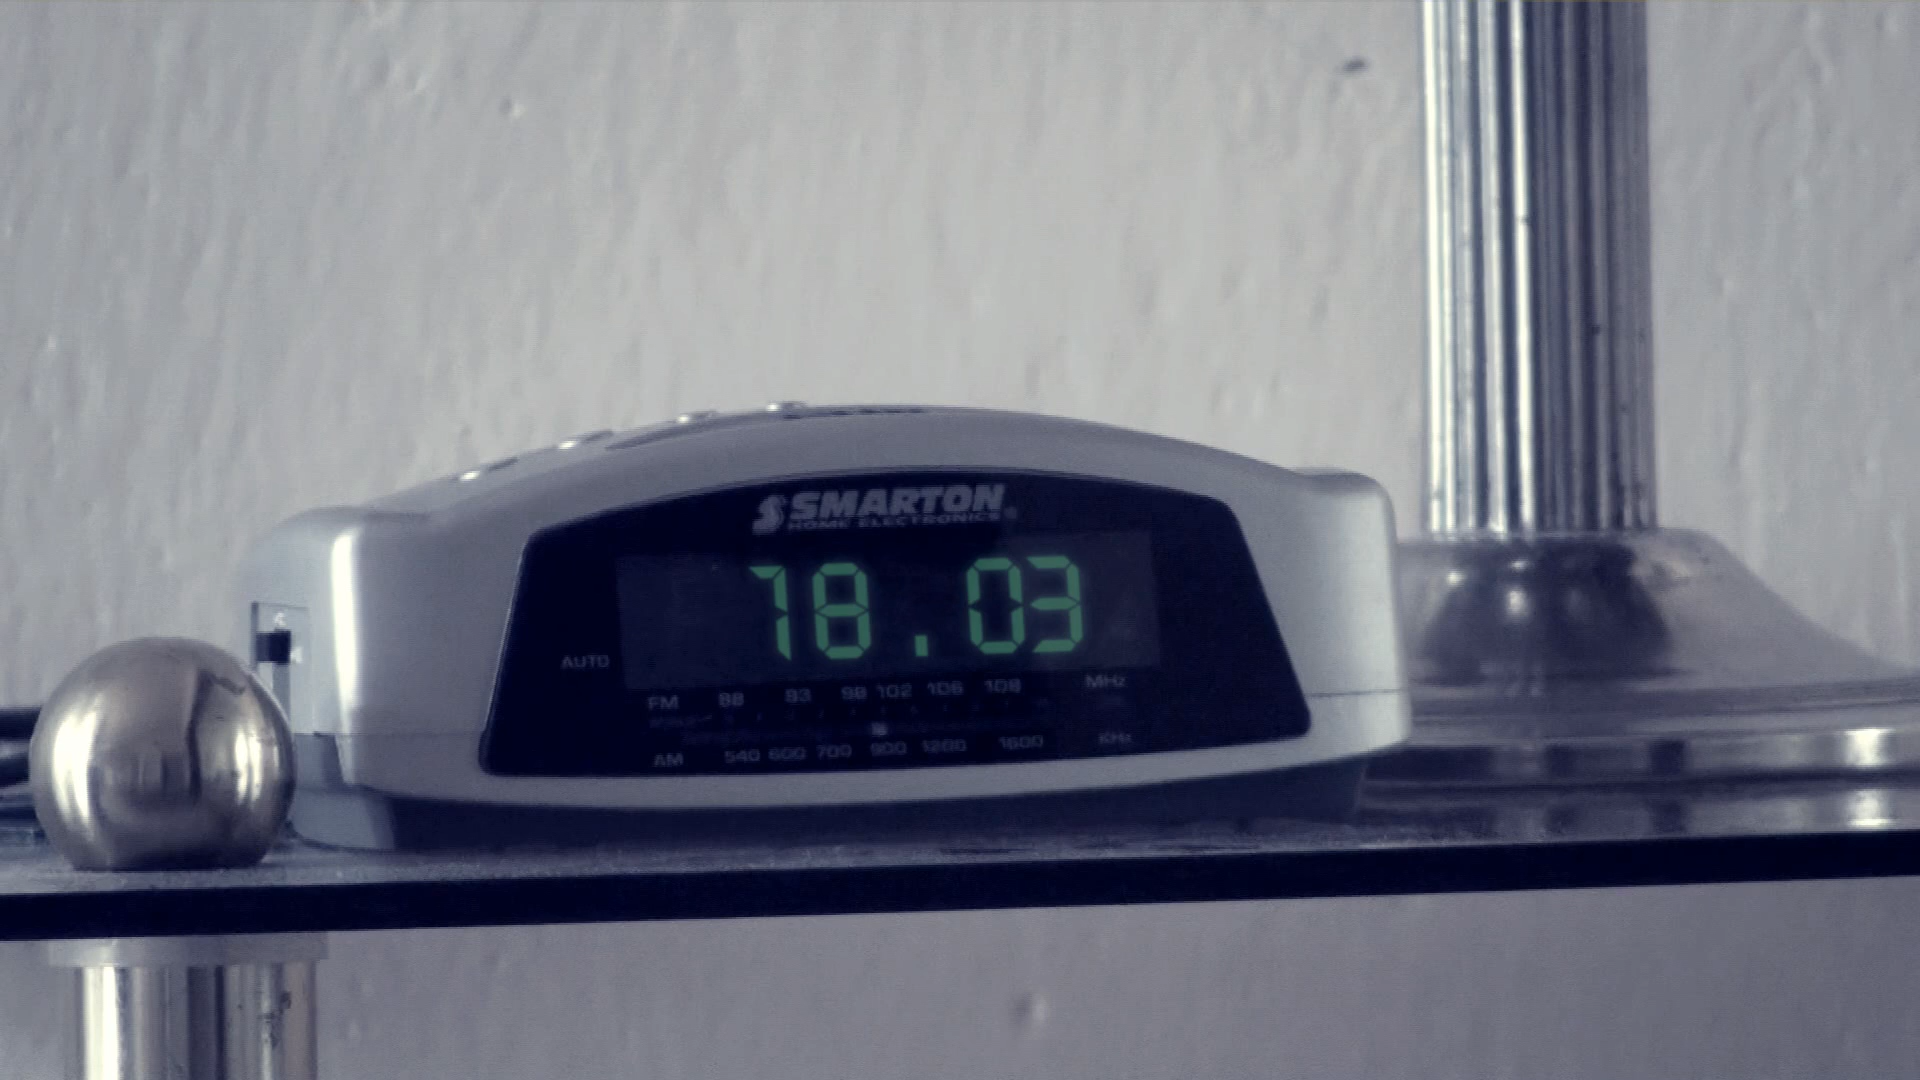 SMARTON
HOME ELECTRONICS
18.03
AUTO
FM 88 93 98 102 106 108 MHz
AM 540 600 700 900 1200 1600 KHz